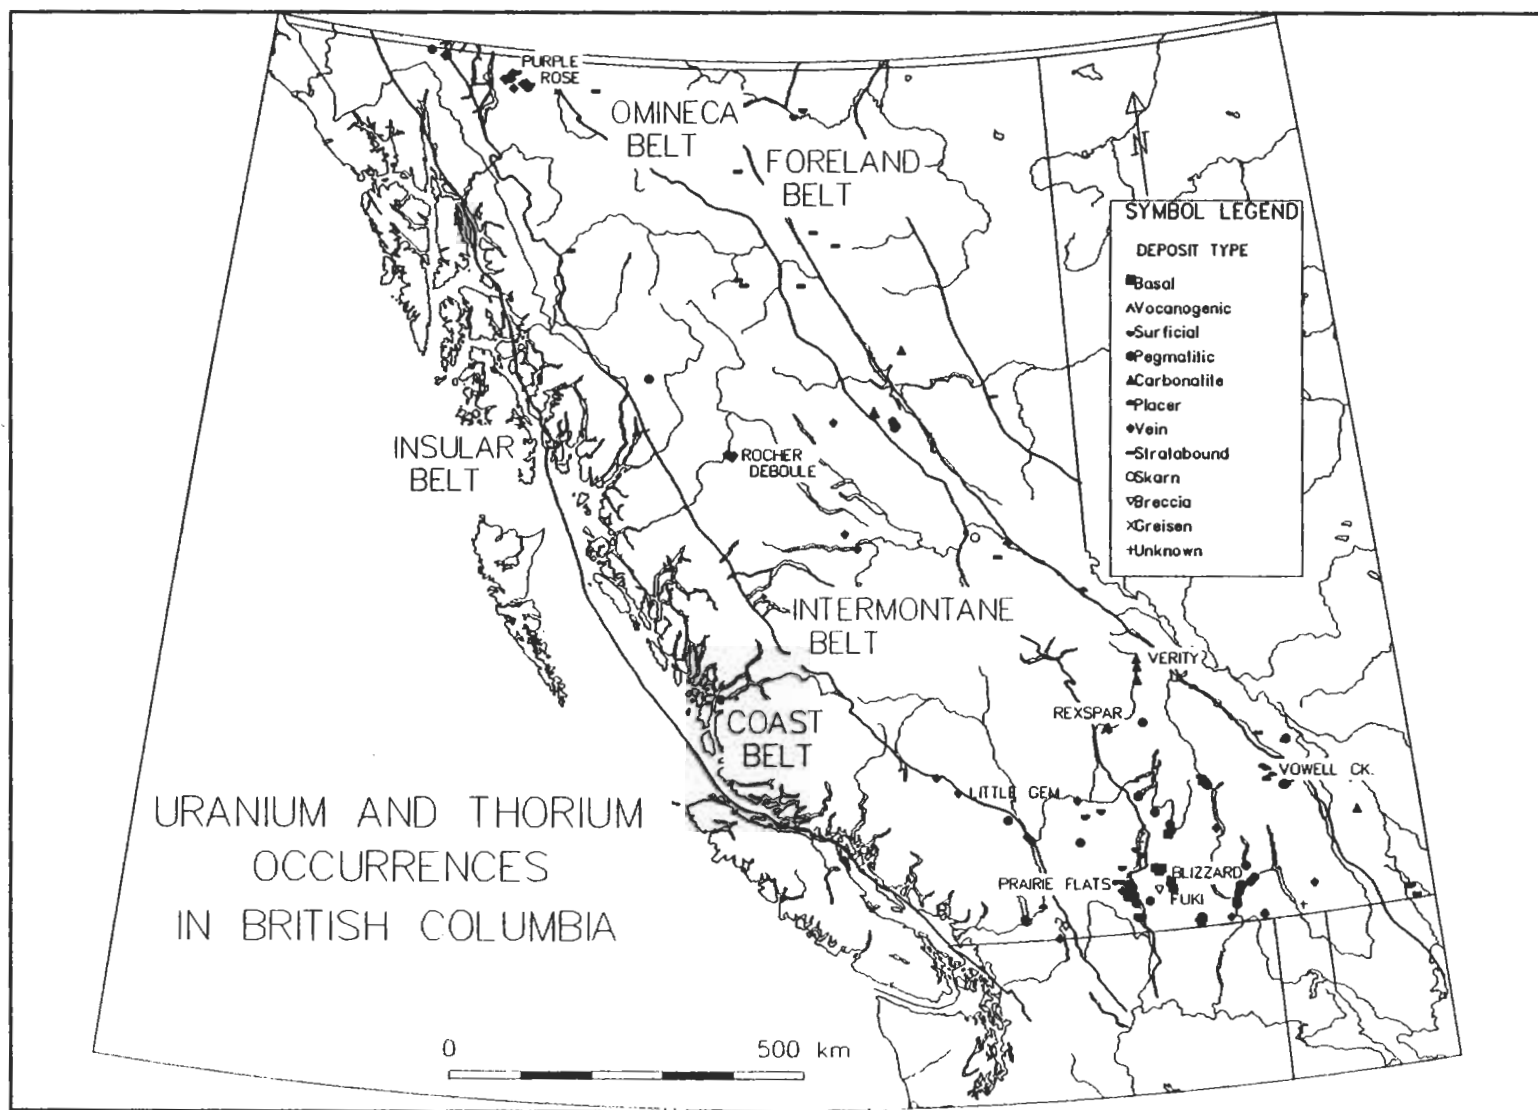 PURPLE
ROSE
OMINECA
BELT
FORELAND
BELT
N
SYMBOL LEGEND
DEPOSIT TYPE
Basal
Vocanogenic
Surficial
Pegmalilic
Carbonalite
Placer
Vein
Stratabound
Skarn
Breccia
Greisen
Unknown
INSULAR
BELT
ROCHER
DEBOULE
INTERMONTANE
BELT
VERITY
REXSPAR
COAST
BELT
VOWELL CK.
LITTLE GEM
URANIUM AND THORIUM
OCCURRENCES
IN BRITISH COLUMBIA
PRAIRIE FLATS
BLIZZARD
FUKI
0 500 km